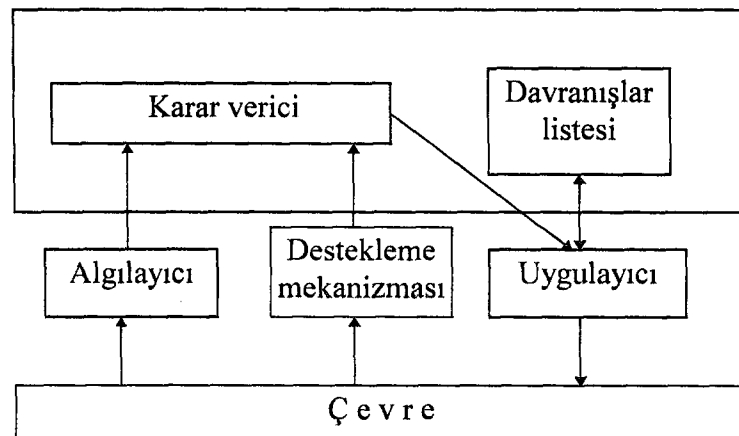 Karar verici
Davranışlar
listesi
Algılayıcı
Destekleme
mekanizması
Uygulayıcı
Ç e v r e